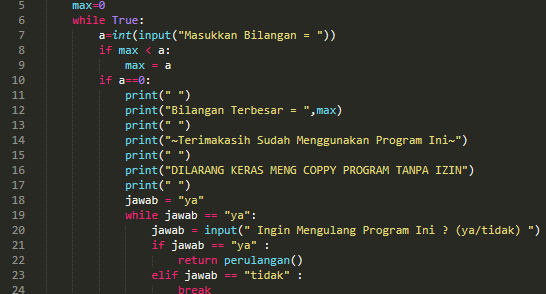 5 max=0
6 while True:
7 a=int(input("Masukkan Bilangan = "))
8 if max < a:
9 max = a
10 if a==0:
11 print(" ")
12 print("Bilangan Terbesar = ",max)
13 print(" ")
14 print("~Terimakasih Sudah Menggunakan Program Ini~")
15 print(" ")
16 print("DILARANG KERAS MENG COPPY PROGRAM TANPA IZIN")
17 print(" ")
18 jawab = "ya"
19 while jawab == "ya":
20 jawab = input(" Ingin Mengulang Program Ini ? (ya/tidak) ")
21 if jawab == "ya" :
22 return perulangan()
23 elif jawab == "tidak" :
24 break